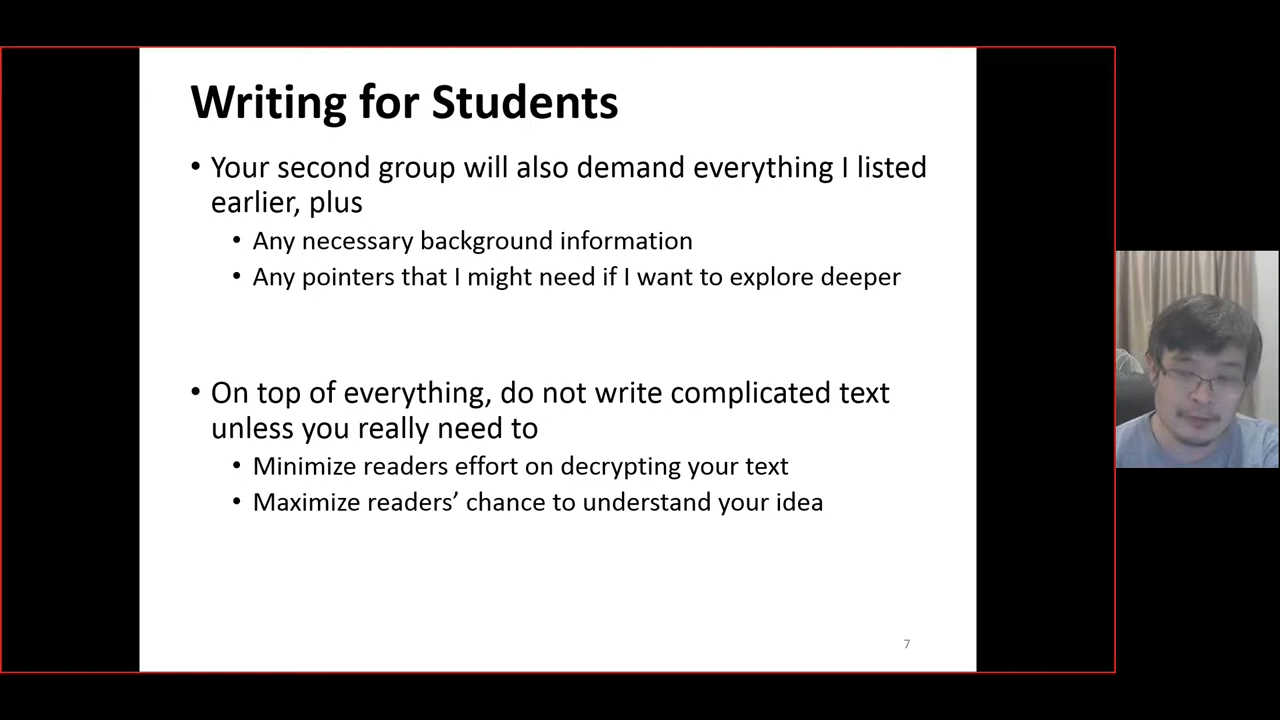 Writing for Students
• Your second group will also demand everything I listed
earlier, plus
• Any necessary background information
• Any pointers that I might need if I want to explore deeper
• On top of everything, do not write complicated text
unless you really need to
• Minimize readers effort on decrypting your text
• Maximize readers’ chance to understand your idea
7